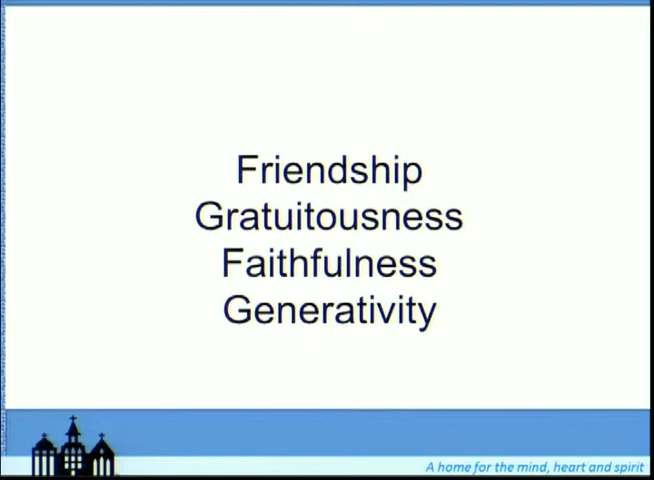 Friendship
Gratuitousness
Faithfulness
Generativity
A home for the mind, heart and spirit